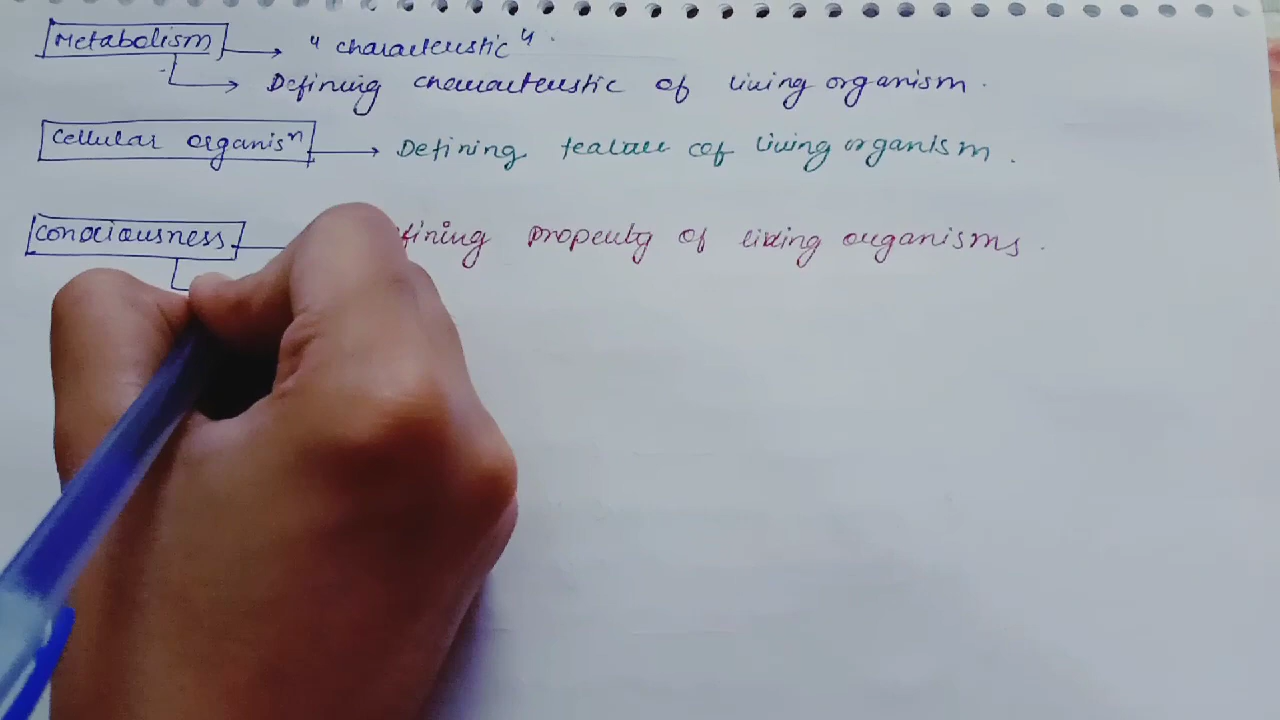 Metabolism → " characteristic " .
→ Defining characteristic of living organism .
Cellular organisn → Defining feature of living organism .
Consciousness fining property of living organisms .